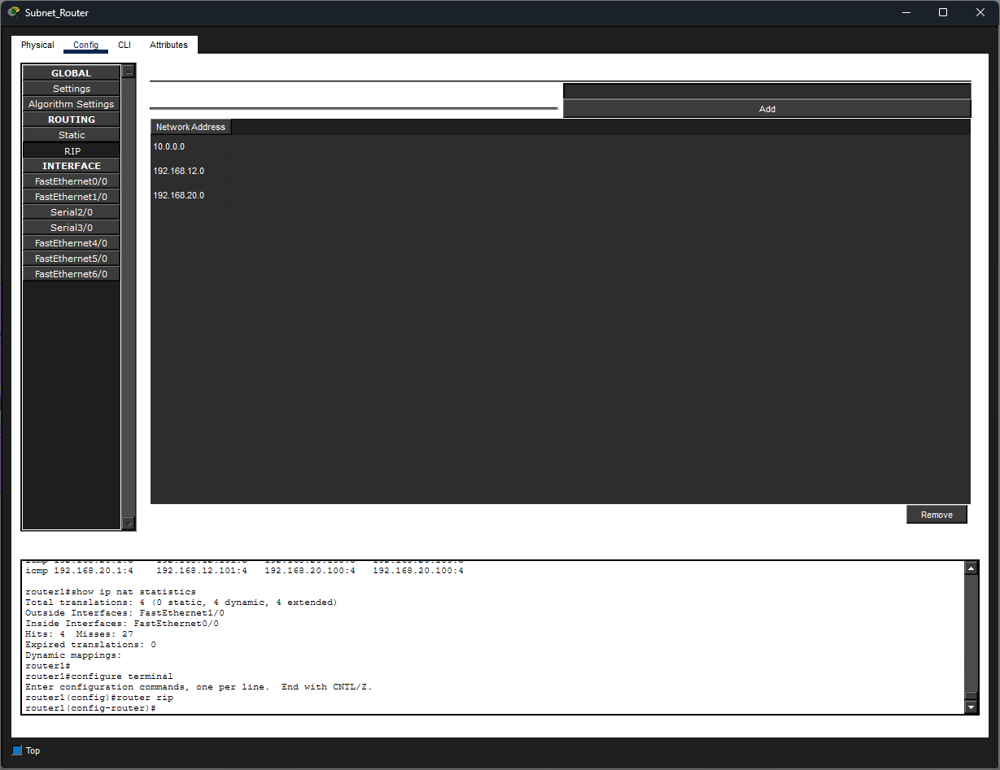 Subnet_Router
Physical Config CLI Attributes
GLOBAL
Settings
Algorithm Settings
ROUTING
Static
RIP
INTERFACE
FastEthernet0/0
FastEthernet1/0
Serial2/0
Serial3/0
FastEthernet4/0
FastEthernet5/0
FastEthernet6/0
Add
Network Address
10.0.0.0
192.168.12.0
192.168.20.0
Remove
icmp 192.168.20.1:4 192.168.12.101:4 192.168.20.100:4 192.168.20.100:4
router1#show ip nat statistics
Total translations: 4 (0 static, 4 dynamic, 4 extended)
Outside Interfaces: FastEthernet1/0
Inside Interfaces: FastEthernet0/0
Hits: 4 Misses: 27
Expired translations: 0
Dynamic mappings:
router1#
router1#configure terminal
Enter configuration commands, one per line. End with CNTL/Z.
router1(config)#router rip
router1(config-router)#
Top